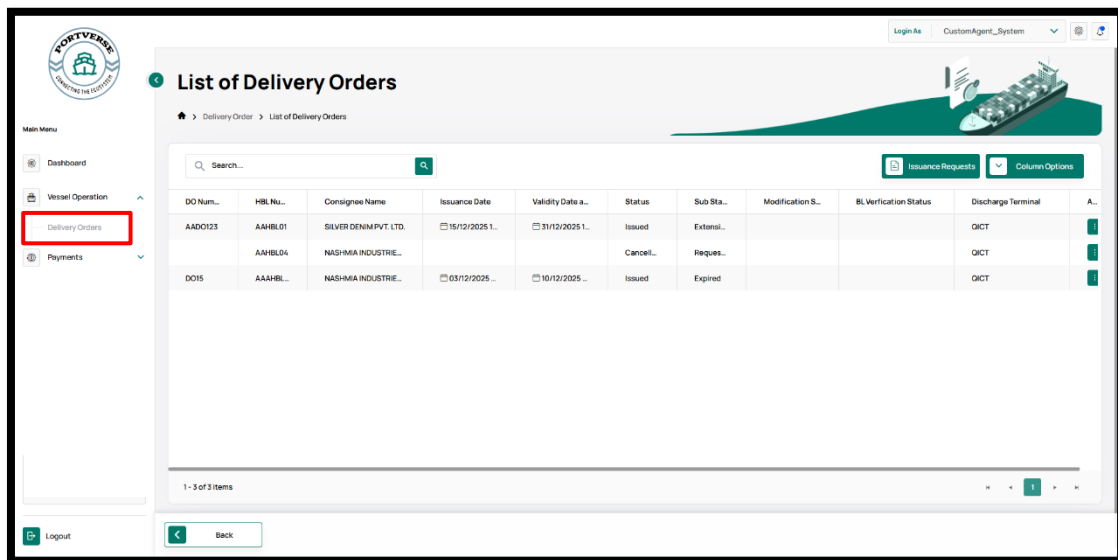 PORTVERSE
CONNECTING THE ECOSYSTEM
Login As CustomAgent_System
List of Delivery Orders
Delivery Order > List of Delivery Orders
Main Menu
Dashboard
Vessel Operation
Delivery Orders
Payments
Logout
Search...
Issuance Requests
Column Options
DO Num... HBL Nu... Consignee Name Issuance Date Validity Date a... Status Sub Sta... Modification S... BL Verfication Status Discharge Terminal A...
AADO123 AAHBL01 SILVER DENIM PVT. LTD. 15/12/2025 1... 31/12/2025 1... Issued Extensi... QICT
AAHBL04 NASHMIA INDUSTRIE... Cancell... Reques... QICT
DO15 AAAHBL... NASHMIA INDUSTRIE... 03/12/2025 ... 10/12/2025 ... Issued Expired QICT
1 - 3 of 3 items
1
Back